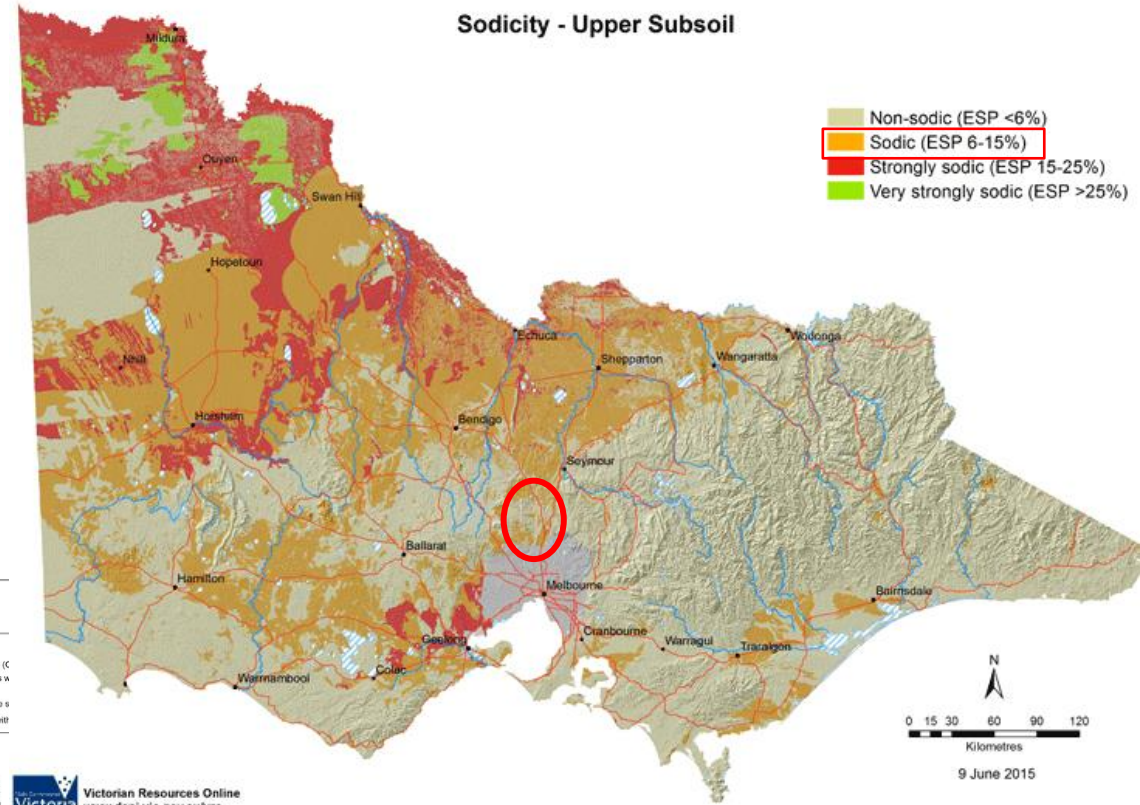 Sodicity - Upper Subsoil
Non-sodic (ESP <6%)
Sodic (ESP 6-15%)
Strongly sodic (ESP 15-25%)
Very strongly sodic (ESP >25%)
Mildura
Ouyen
Swan Hill
Hopetoun
Nhill
Horsham
Echuca
Shepparton
Wangaratta
Wodonga
Bendigo
Seymour
Ballarat
Hamilton
Melbourne
Bairnsdale
Geelong
Cranbourne
Warragul
Traralgon
Colac
Warrnambool
N
0 15 30 60 90 120
Kilometres
9 June 2015
Victoria
Victorian Resources Online